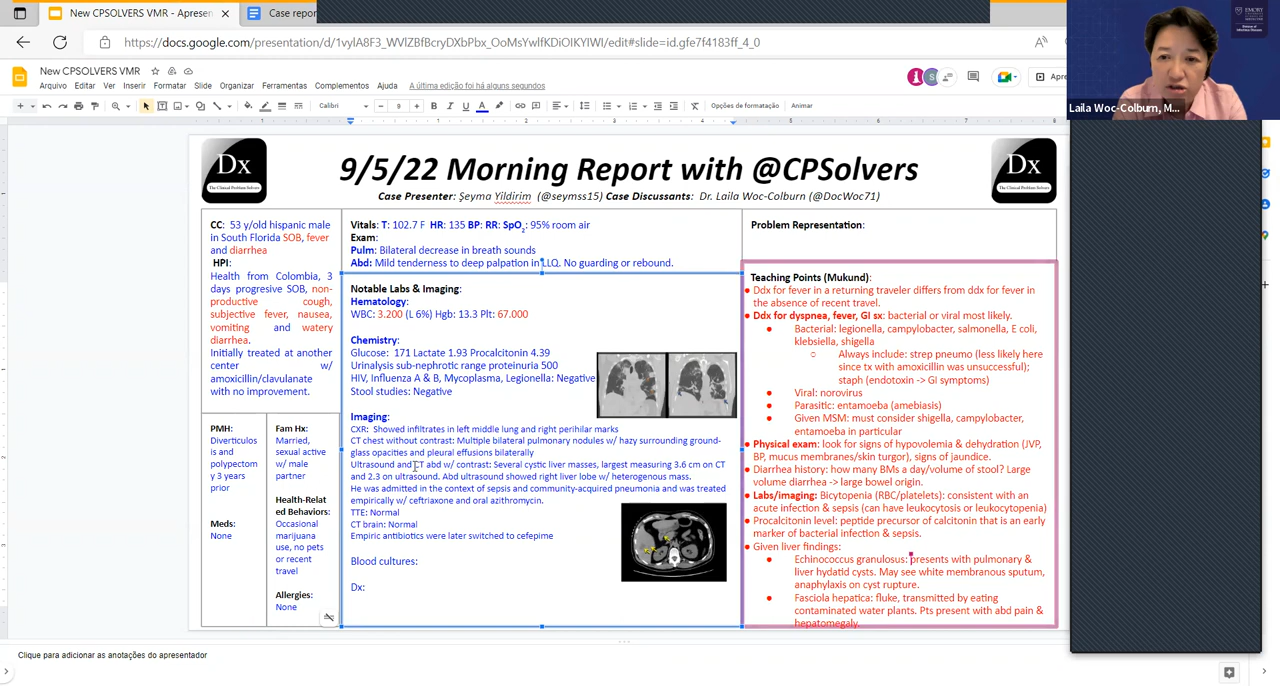 New CPSOLVERS VMR - Apresen
Case repor
https://docs.google.com/presentation/d/1vylA8F3_WVlZBfBcryDXbPbx_OoMsYwlfKDiOIKYIWI/edit#slide=id.gfe7f4183ff_4_0
New CPSOLVERS VMR
Arquivo Editar Ver Inserir Formatar Slide Organizar Ferramentas Complementos Ajuda A última edição foi há alguns segundos
Apre
Calibri 9 Opções de formatação Animar
EMORY
Laila Woc-Colburn, M...
Dx
The Clinical Problem Solvers
9/5/22 Morning Report with @CPSolvers
Case Presenter: Şeyma Yildirim (@seymss15) Case Discussants: Dr. Laila Woc-Colburn (@DocWoc71)
Dx
The Clinical Problem Solvers
CC: 53 y/old hispanic male
in South Florida SOB, fever
and diarrhea
HPI:
Health from Colombia, 3
days progresive SOB, non-
productive cough,
subjective fever, nausea,
vomiting and watery
diarrhea.
Initially treated at another
center w/
amoxicillin/clavulanate
with no improvement.
PMH:
Diverticulos
is and
polypectom
y 3 years
prior
Meds:
None
Fam Hx:
Married,
sexual active
w/ male
partner
Health-Relat
ed Behaviors:
Occasional
marijuana
use, no pets
or recent
travel
Allergies:
None
Vitals: T: 102.7 F HR: 135 BP: RR: SpO2: 95% room air
Exam:
Pulm: Bilateral decrease in breath sounds
Abd: Mild tenderness to deep palpation in LLQ. No guarding or rebound.
Notable Labs & Imaging:
Hematology:
WBC: 3.200 (L 6%) Hgb: 13.3 Plt: 67.000
Chemistry:
Glucose: 171 Lactate 1.93 Procalcitonin 4.39
Urinalysis sub-nephrotic range proteinuria 500
HIV, Influenza A & B, Mycoplasma, Legionella: Negative
Stool studies: Negative
Imaging:
CXR: Showed infiltrates in left middle lung and right perihilar marks
CT chest without contrast: Multiple bilateral pulmonary nodules w/ hazy surrounding ground-
glass opacities and pleural effusions bilaterally
Ultrasound and CT abd w/ contrast: Several cystic liver masses, largest measuring 3.6 cm on CT
and 2.3 on ultrasound. Abd ultrasound showed right liver lobe w/ heterogenous mass.
He was admitted in the context of sepsis and community-acquired pneumonia and was treated
empirically w/ ceftriaxone and oral azithromycin.
TTE: Normal
CT brain: Normal
Empiric antibiotics were later switched to cefepime
Blood cultures:
Dx:
Problem Representation:
Teaching Points (Mukund):
● Ddx for fever in a returning traveler differs from ddx for fever in
the absence of recent travel.
● Ddx for dyspnea, fever, GI sx: bacterial or viral most likely.
● Bacterial: legionella, campylobacter, salmonella, E coli,
klebsiella, shigella
○ Always include: strep pneumo (less likely here
since tx with amoxicillin was unsuccessful);
staph (endotoxin -> GI symptoms)
● Viral: norovirus
● Parasitic: entamoeba (amebiasis)
● Given MSM: must consider shigella, campylobacter,
entamoeba in particular
● Physical exam: look for signs of hypovolemia & dehydration (JVP,
BP, mucus membranes/skin turgor), signs of jaundice.
● Diarrhea history: how many BMs a day/volume of stool? Large
volume diarrhea -> large bowel origin.
● Labs/imaging: Bicytopenia (RBC/platelets): consistent with an
acute infection & sepsis (can have leukocytosis or leukocytopenia)
● Procalcitonin level: peptide precursor of calcitonin that is an early
marker of bacterial infection & sepsis.
● Given liver findings:
● Echinococcus granulosus: presents with pulmonary &
liver hydatid cysts. May see white membranous sputum,
anaphylaxis on cyst rupture.
● Fasciola hepatica: fluke, transmitted by eating
contaminated water plants. Pts present with abd pain &
hepatomegaly.
Clique para adicionar as anotações do apresentador